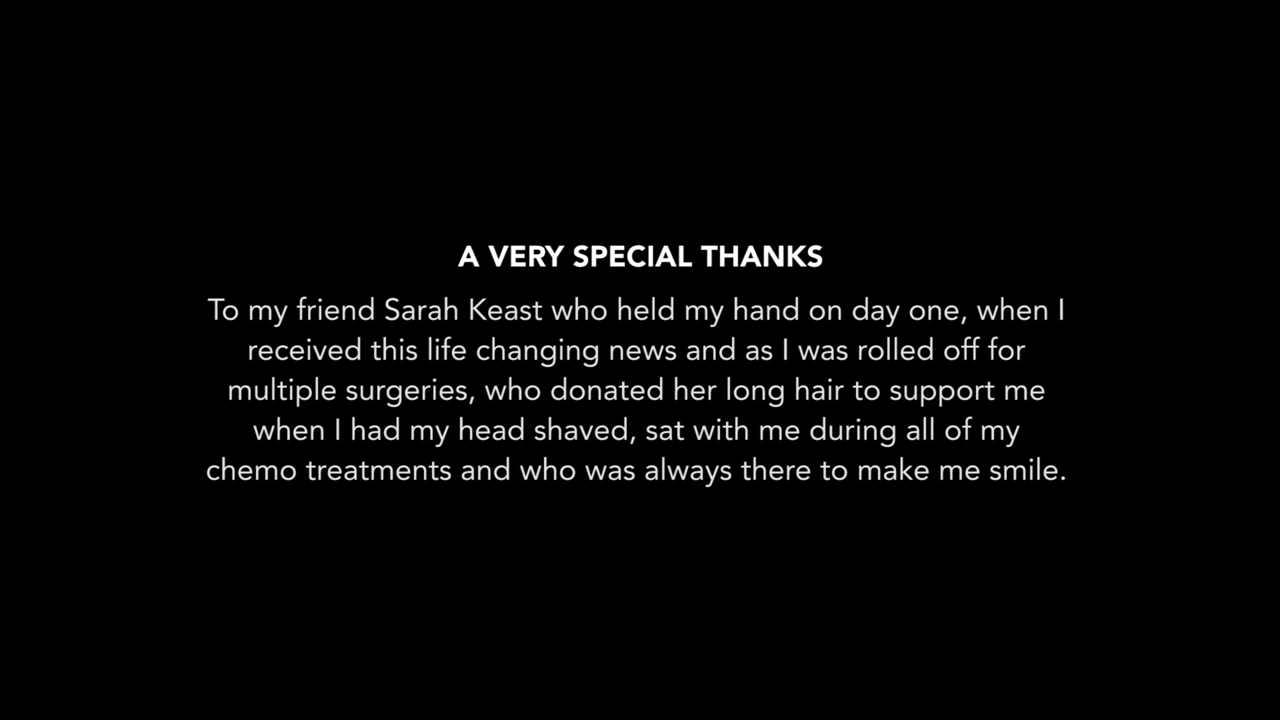 A VERY SPECIAL THANKS
To my friend Sarah Keast who held my hand on day one, when I
received this life changing news and as I was rolled off for
multiple surgeries, who donated her long hair to support me
when I had my head shaved, sat with me during all of my
chemo treatments and who was always there to make me smile.